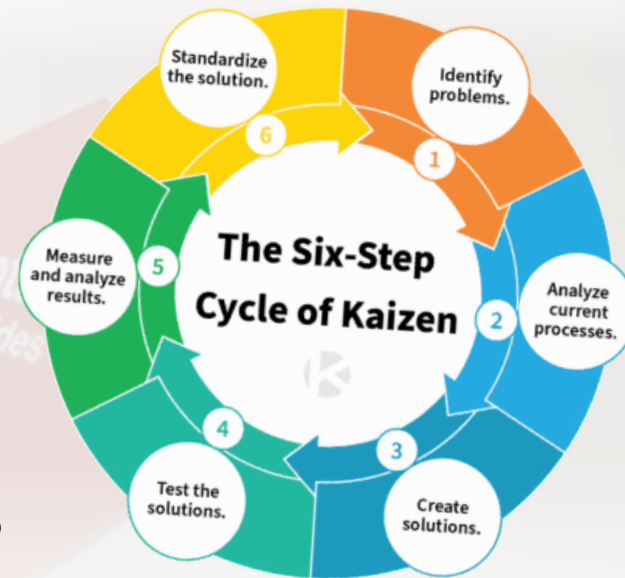 The Six-Step
Cycle of Kaizen
1
Identify
problems.
2
Analyze
current
processes.
3
Create
solutions.
4
Test the
solutions.
5
Measure
and analyze
results.
6
Standardize
the solution.